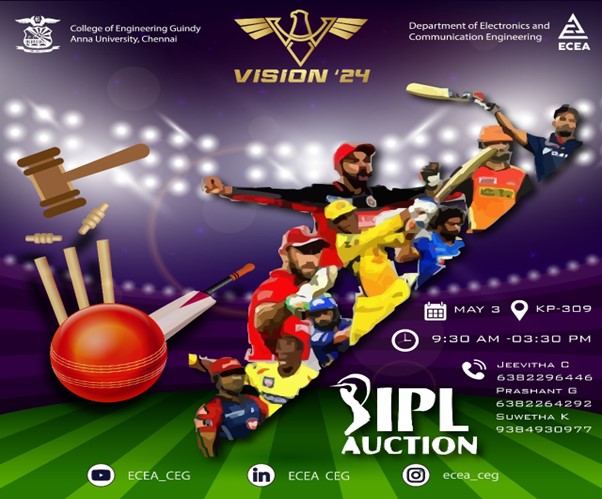 College of Engineering Guindy
Anna University, Chennai
VISION '24
Department of Electronics and
Communication Engineering
ECEA
MAY 3
KP-309
9:30 AM -03:30 PM
JEEVITHA C
6382296446
PRASHANT G
6382264292
SUWETHA K
9384930977
IPL
AUCTION
ECEA_CEG
ECEA CEG
ecea_ceg